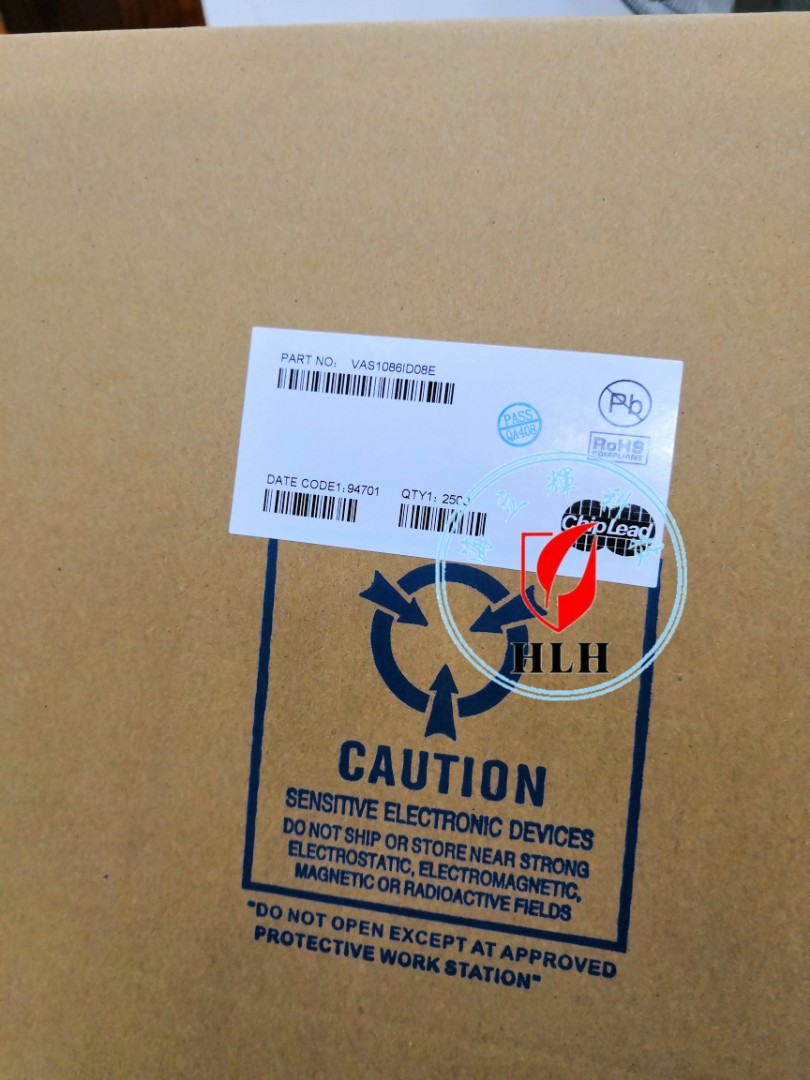 PART NO: VAS1086ID08E
PASS
QA408
Pb
RoHS
COMPLIANT
DATE CODE1: 94701 QTY1: 2500
ChipLead
HLH
CAUTION
SENSITIVE ELECTRONIC DEVICES
DO NOT SHIP OR STORE NEAR STRONG
ELECTROSTATIC, ELECTROMAGNETIC,
MAGNETIC OR RADIOACTIVE FIELDS
"DO NOT OPEN EXCEPT AT APPROVED
PROTECTIVE WORK STATION"